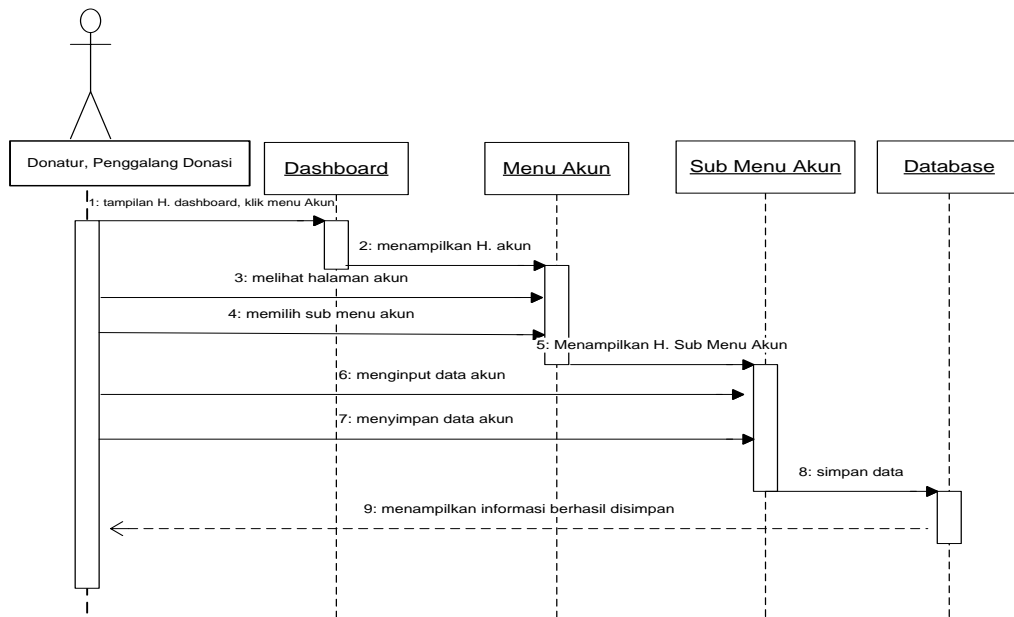 Donatur, Penggalang Donasi
Dashboard
Menu Akun
Sub Menu Akun
Database
1: tampilan H. dashboard, klik menu Akun
2: menampilkan H. akun
3: melihat halaman akun
4: memilih sub menu akun
5: Menampilkan H. Sub Menu Akun
6: menginput data akun
7: menyimpan data akun
8: simpan data
9: menampilkan informasi berhasil disimpan